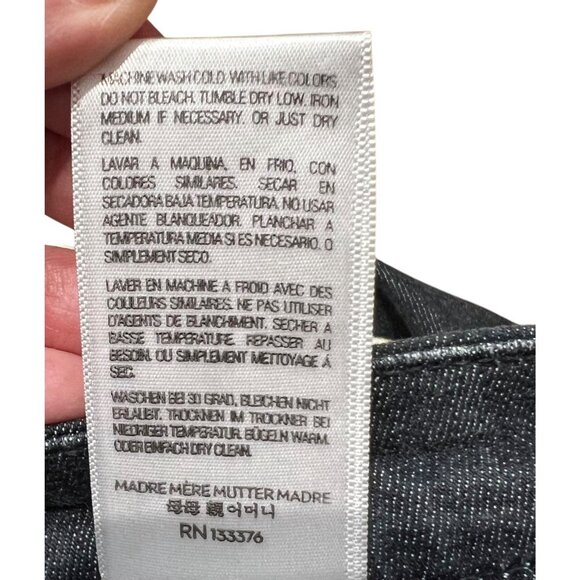 MACHINE WASH COLD. WITH LIKE COLORS
DO NOT BLEACH. TUMBLE DRY LOW. IRON
MEDIUM IF NECESSARY. OR JUST DRY
CLEAN.
LAVAR A MAQUINA, EN FRIO, CON
COLORES SIMILARES. SECAR EN
SECADORA BAJA TEMPERATURA. NO USAR
AGENTE BLANQUEADOR. PLANCHAR A
TEMPERATURA MEDIA SI ES NECESARIO. O
SIMPLEMENT SECO.
LAVER EN MACHINE A FROID AVEC DES
COULEURS SIMILAIRES. NE PAS UTILISER
D'AGENTS DE BLANCHIMENT. SECHER A
BASSE TEMPERATURE. REPASSER AU
BESOIN. OU SIMPLEMENT METTOYAGE À
SEC.
WASCHEN BEI 30 GRAD, BLEICHEN NICHT
ERLAUBT. TROCKNEN IM TROCKNER BEI
NIEDRIGER TEMPERATUR. BÜGELN WARM.
ODER EINFACH DRY CLEAN.
MADRE MÈRE MUTTER MADRE
母母親어머니
RN 133376